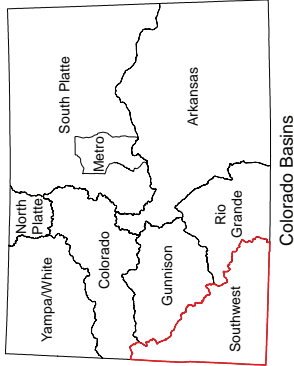 North
Platte
Yampa/White
South Platte
Metro
Colorado
Gunnison
Arkansas
Rio
Grande
Southwest
Colorado Basins